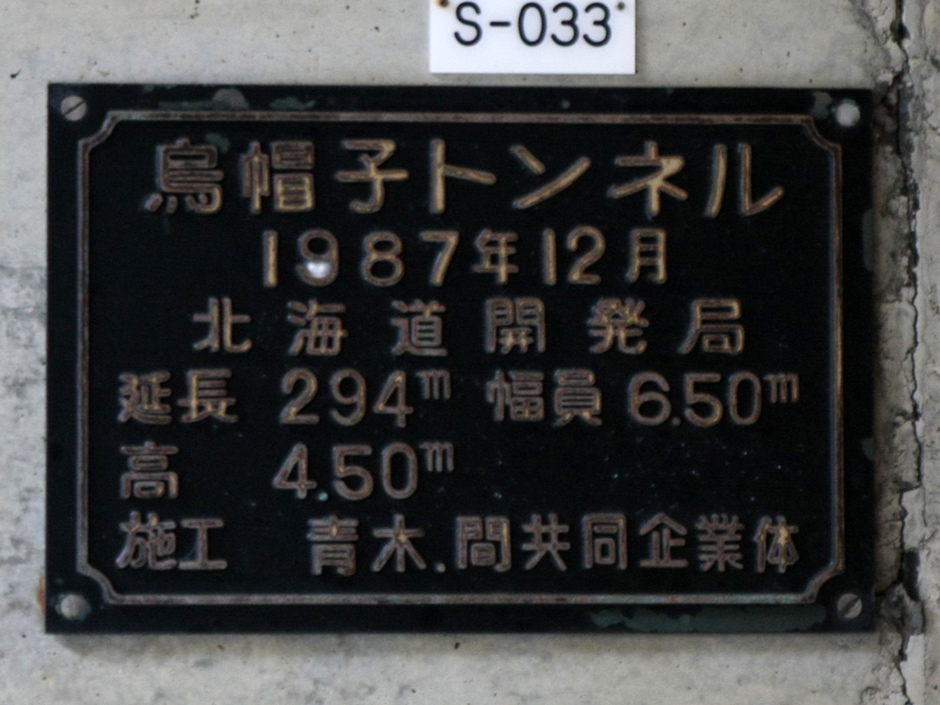 S-033
烏帽子トンネル
1987年12月
北海道開発局
延長 294m 幅員 6.50m
高 4.50m
施工 青木.間共同企業体